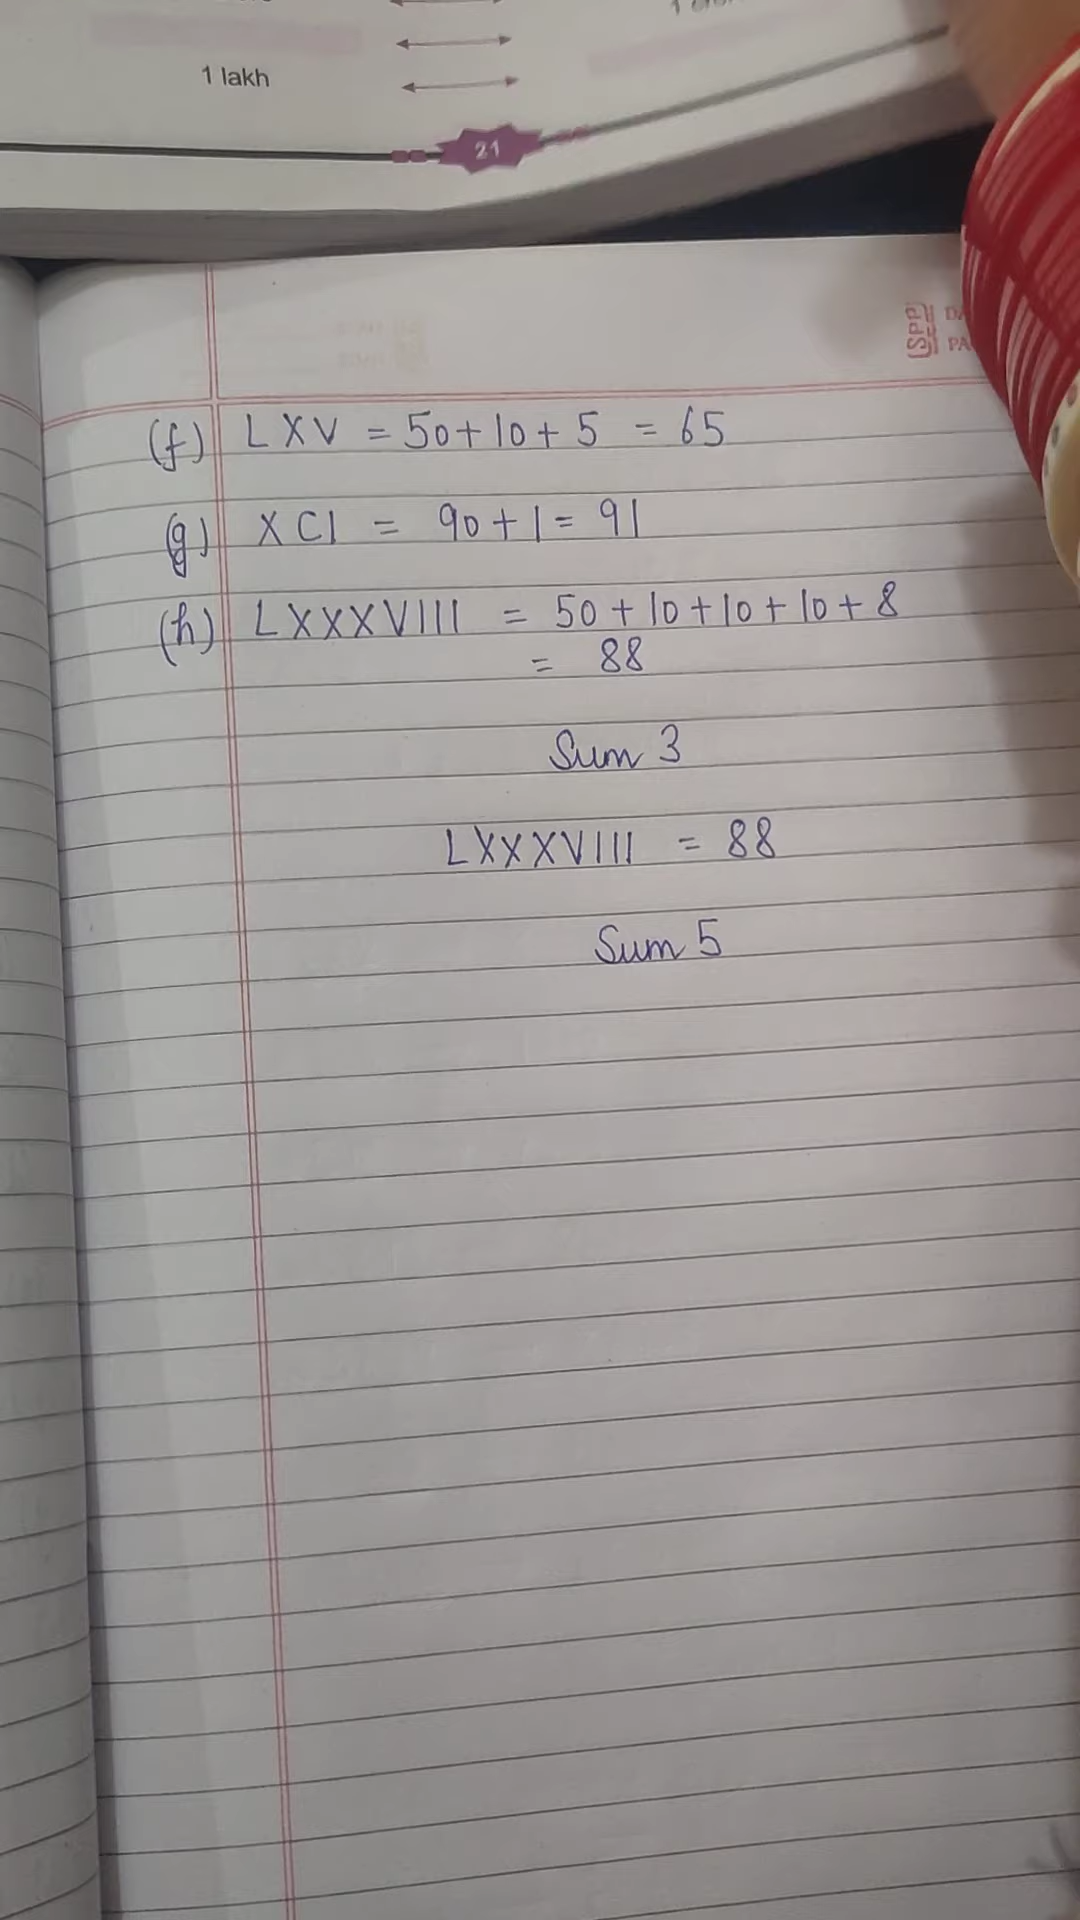 1 lakh
21
(f) LXV = 50+10+5 = 65
(g) XCI = 90+1 = 91
(h) LXXXVIII = 50+10+10+10+8
= 88
Sum 3
LXXXVIII = 88
Sum 5